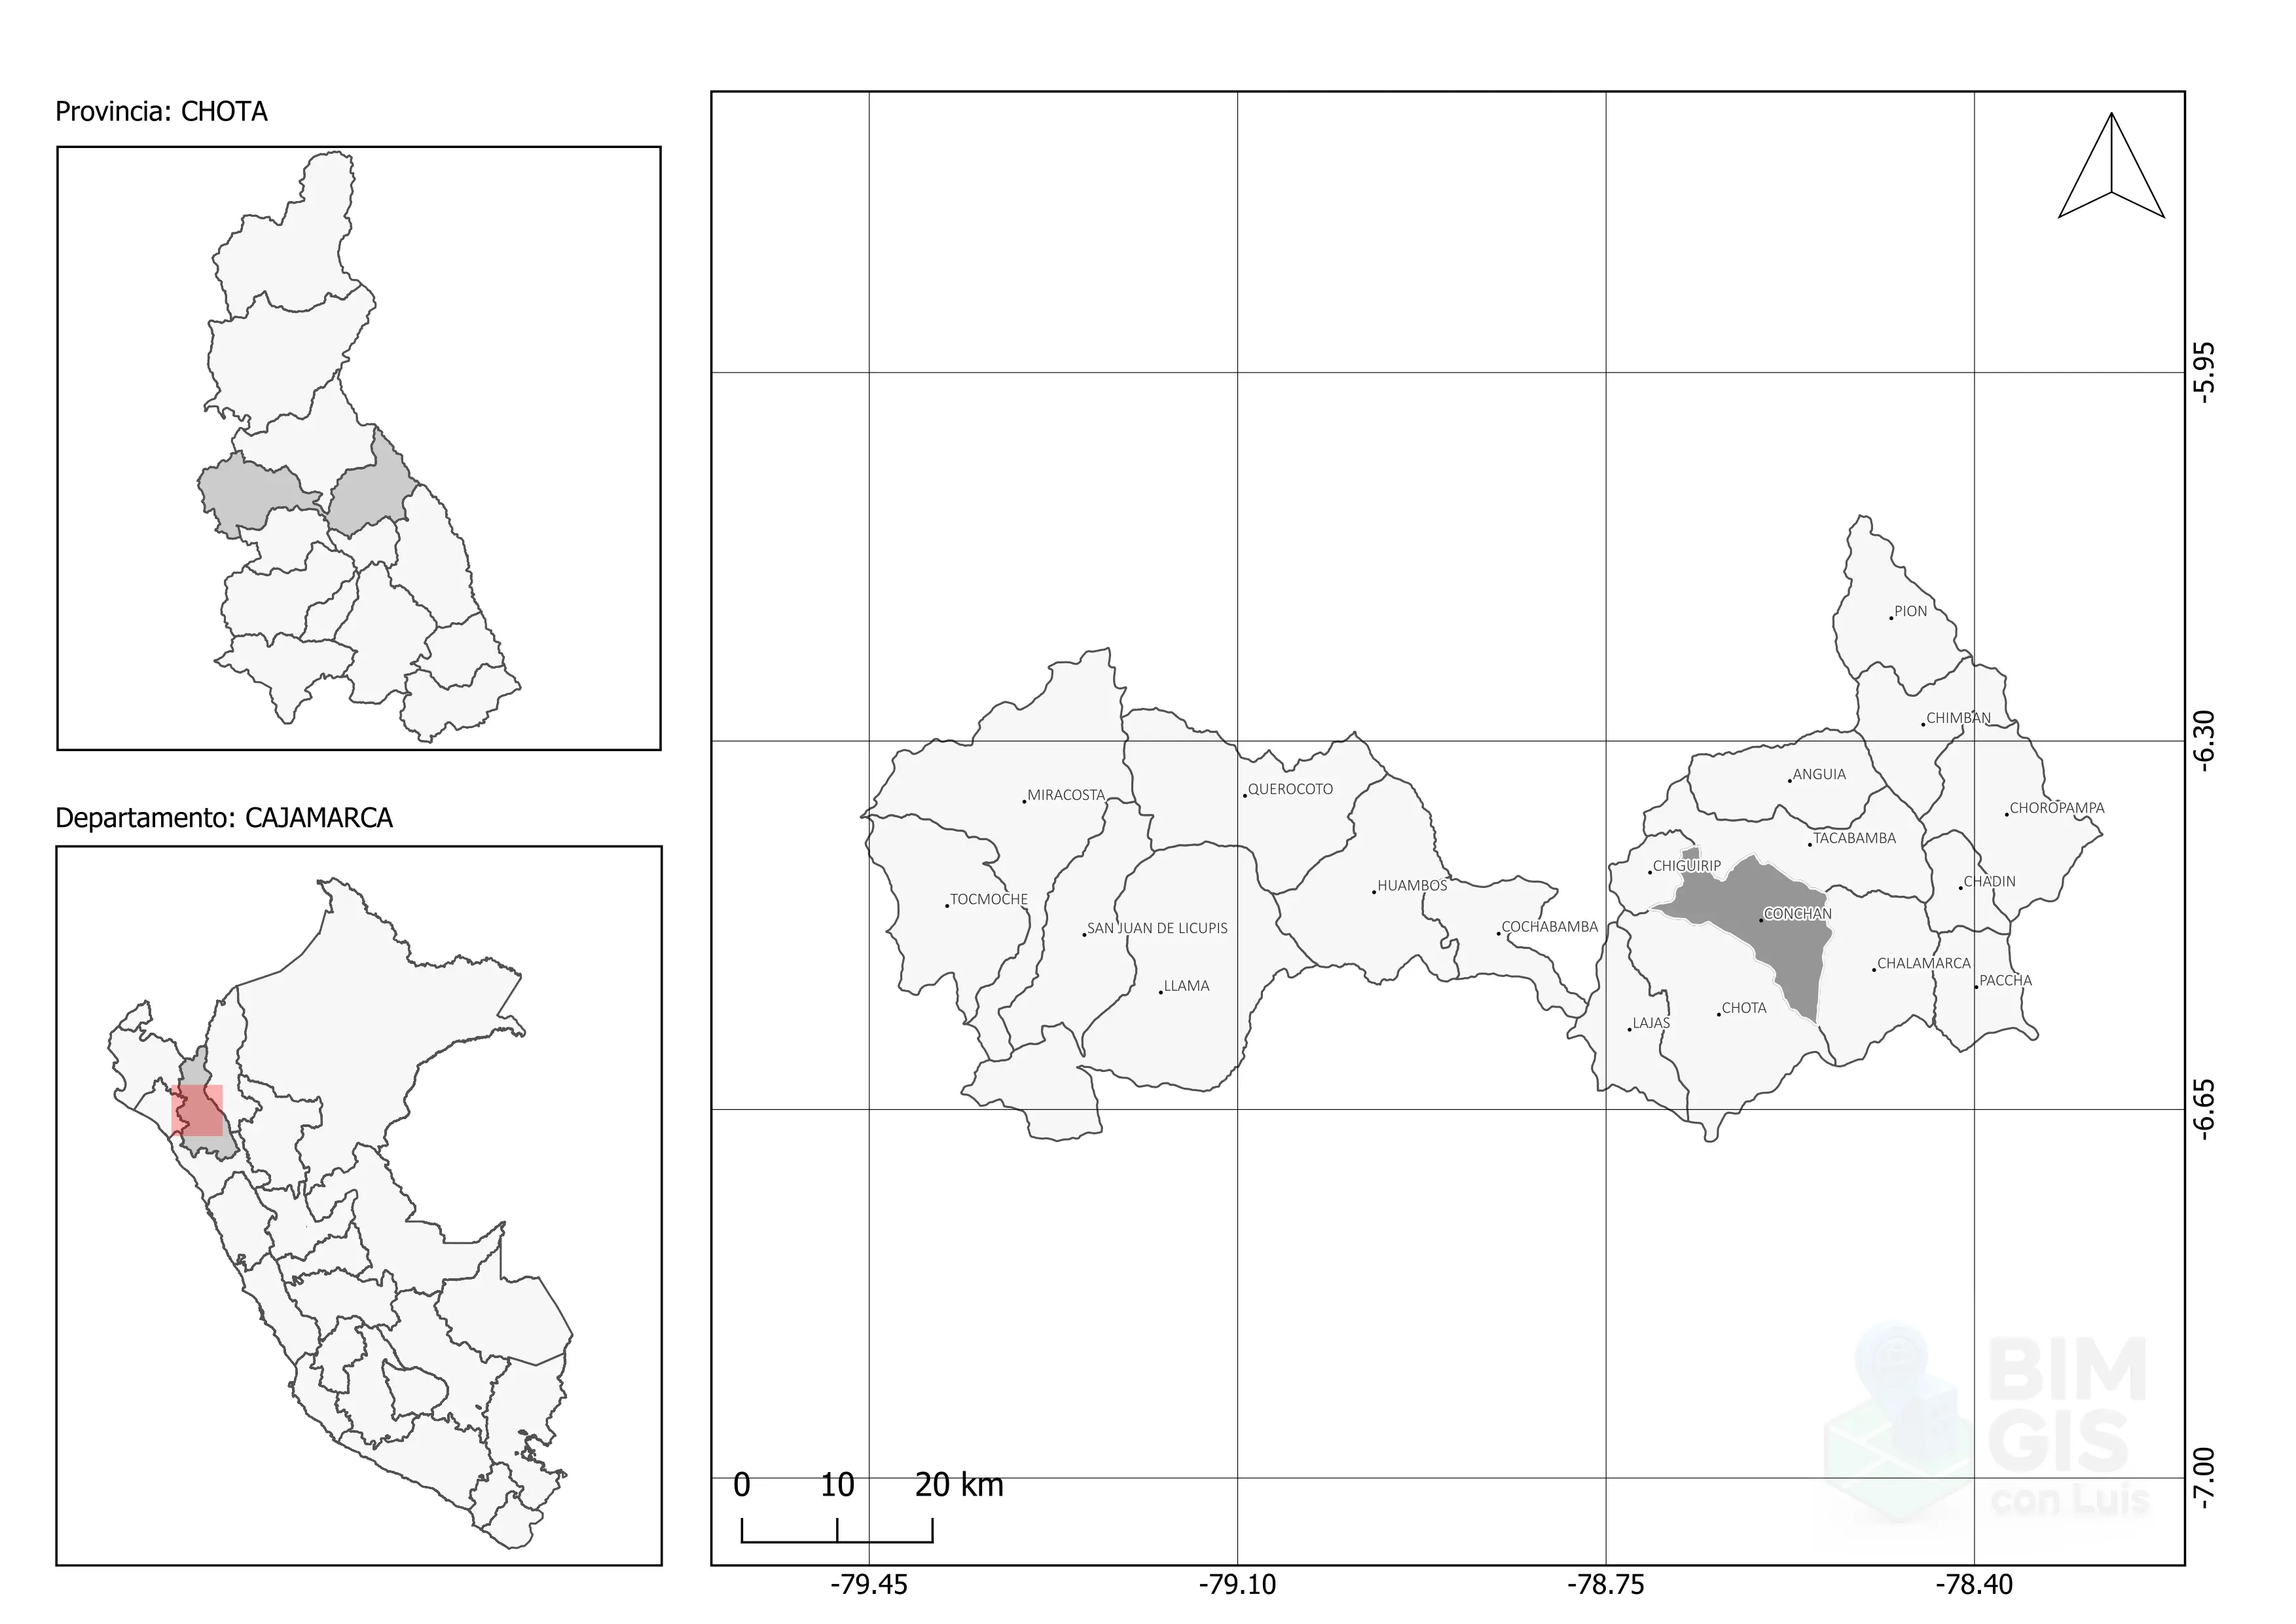 Provincia: CHOTA
Departamento: CAJAMARCA
PION
CHIMBAN
ANGUIA
MIRACOSTA
QUEROCOTO
CHOROPAMPA
TACABAMBA
CHIGUIRIP
HUAMBOS
CHADIN
TOCMOCHE
CONCHAN
SAN JUAN DE LICUPIS
COCHABAMBA
CHALAMARCA
LLAMA
PACCHA
CHOTA
LAJAS
-5.95
-6.30
-6.65
-7.00
BIM
GIS
con Luis
0 10 20 km
-79.45 -79.10 -78.75 -78.40